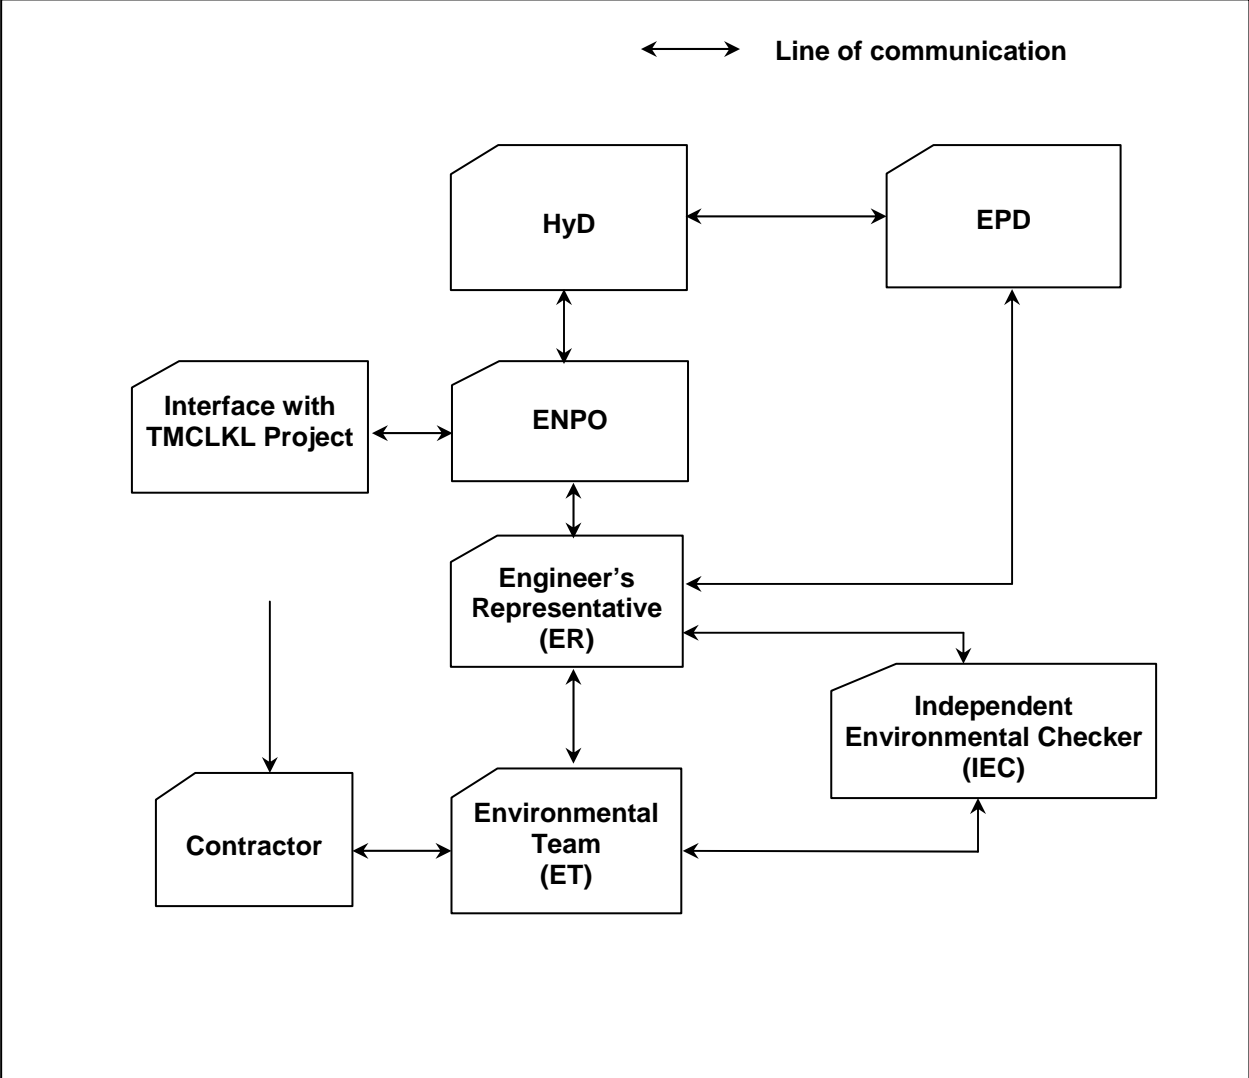 Line of communication
HyD
EPD
Interface with
TMCLKL Project
ENPO
Engineer’s
Representative
(ER)
Independent
Environmental Checker
(IEC)
Contractor
Environmental
Team
(ET)